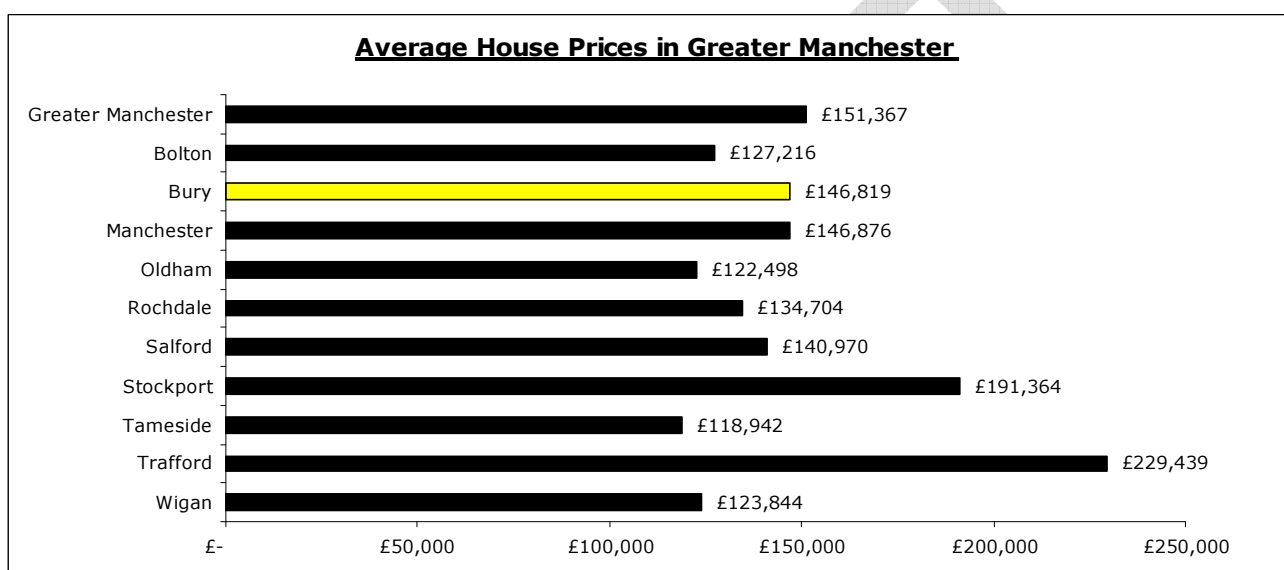 Average House Prices in Greater Manchester
Greater Manchester £151,367
Bolton £127,216
Bury £146,819
Manchester £146,876
Oldham £122,498
Rochdale £134,704
Salford £140,970
Stockport £191,364
Tameside £118,942
Trafford £229,439
Wigan £123,844
£- £50,000 £100,000 £150,000 £200,000 £250,000